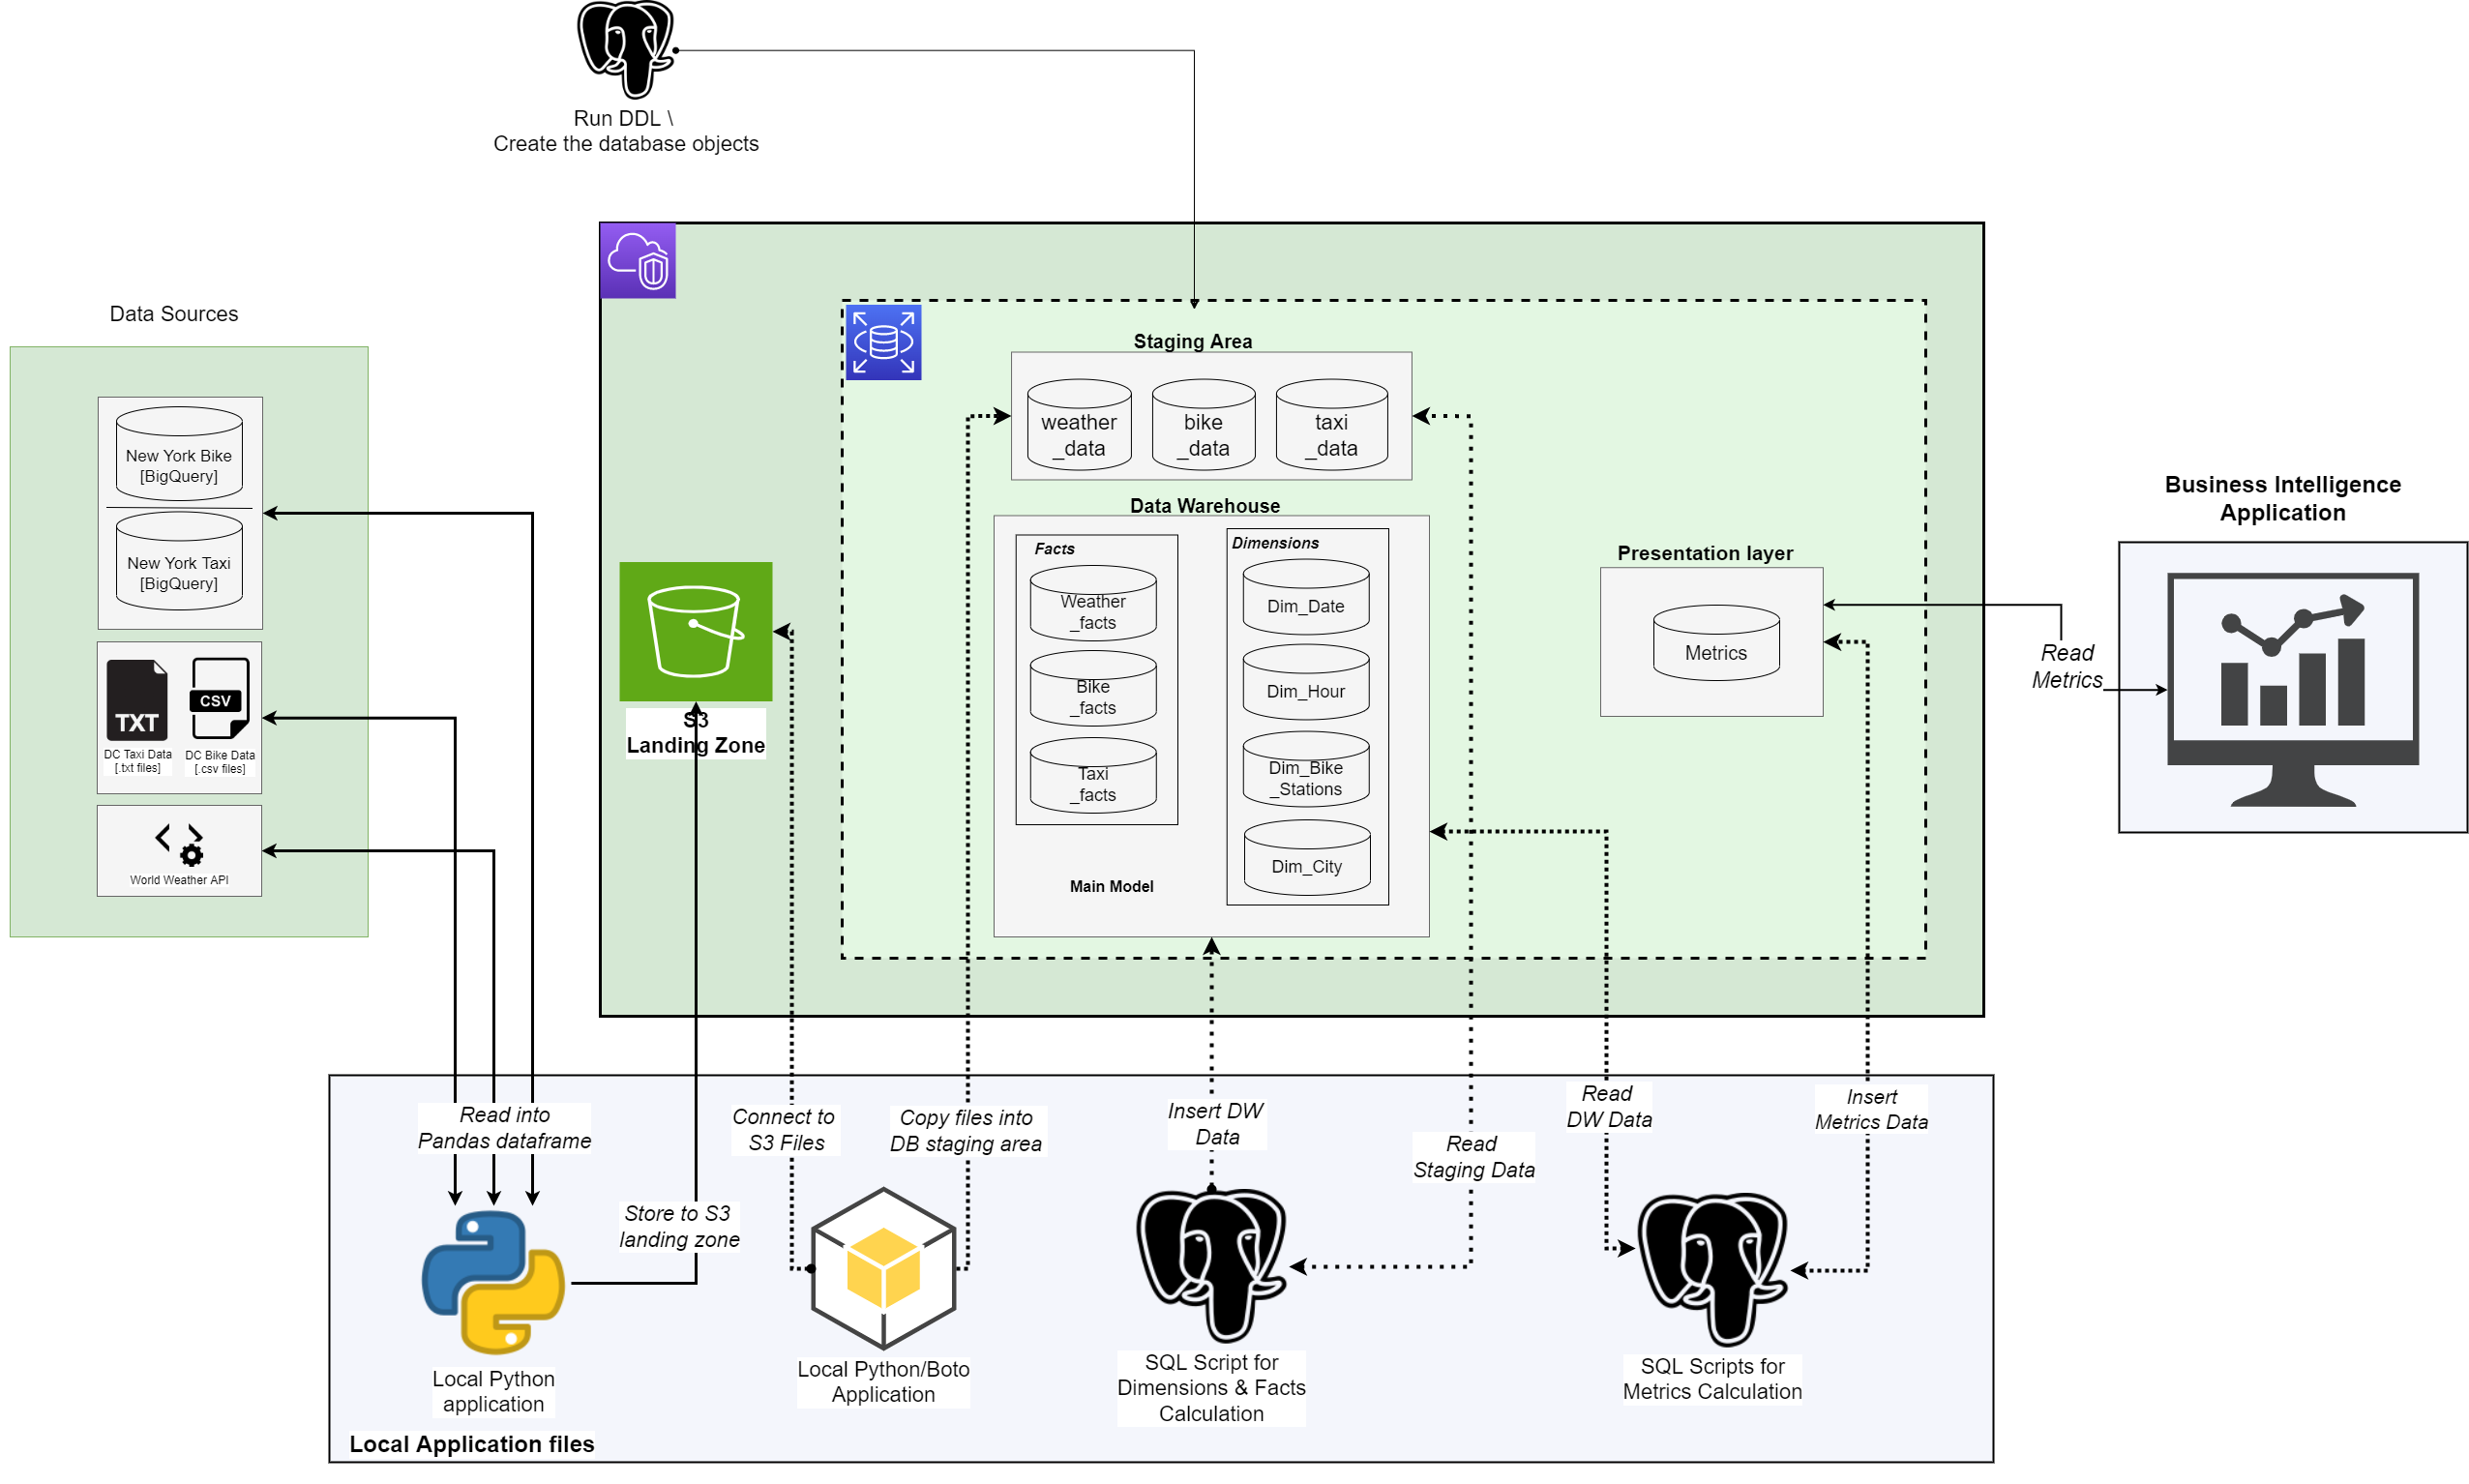 Run DDL \
Create the database objects
Data Sources
New York Bike
[BigQuery]
New York Taxi
[BigQuery]
TXT
CSV
DC Taxi Data
[.txt files]
DC Bike Data
[.csv files]
World Weather API
S3
Landing Zone
Staging Area
weather
_data
bike
_data
taxi
_data
Data Warehouse
Facts
Weather
_facts
Bike
_facts
Taxi
_facts
Main Model
Dimensions
Dim_Date
Dim_Hour
Dim_Bike
_Stations
Dim_City
Presentation layer
Metrics
Business Intelligence
Application
Read
Metrics
Read into
Pandas dataframe
Store to S3
landing zone
Connect to
S3 Files
Copy files into
DB staging area
Insert DW
Data
Read
Staging Data
Read
DW Data
Insert
Metrics Data
Local Python
application
Local Python/Boto
Application
SQL Script for
Dimensions & Facts
Calculation
SQL Scripts for
Metrics Calculation
Local Application files